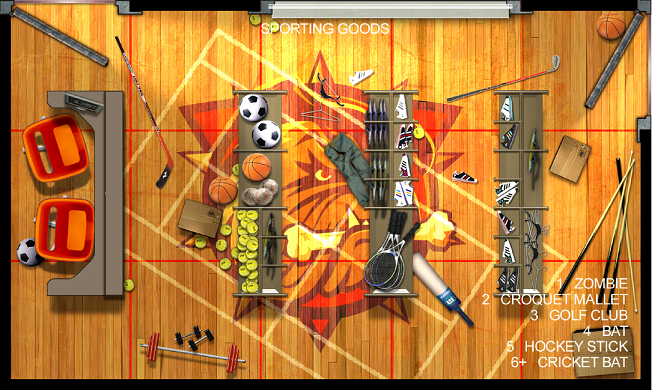 SPORTING GOODS
1 ZOMBIE
2 CROQUET MALLET
3 GOLF CLUB
4 BAT
5 HOCKEY STICK
6+ CRICKET BAT